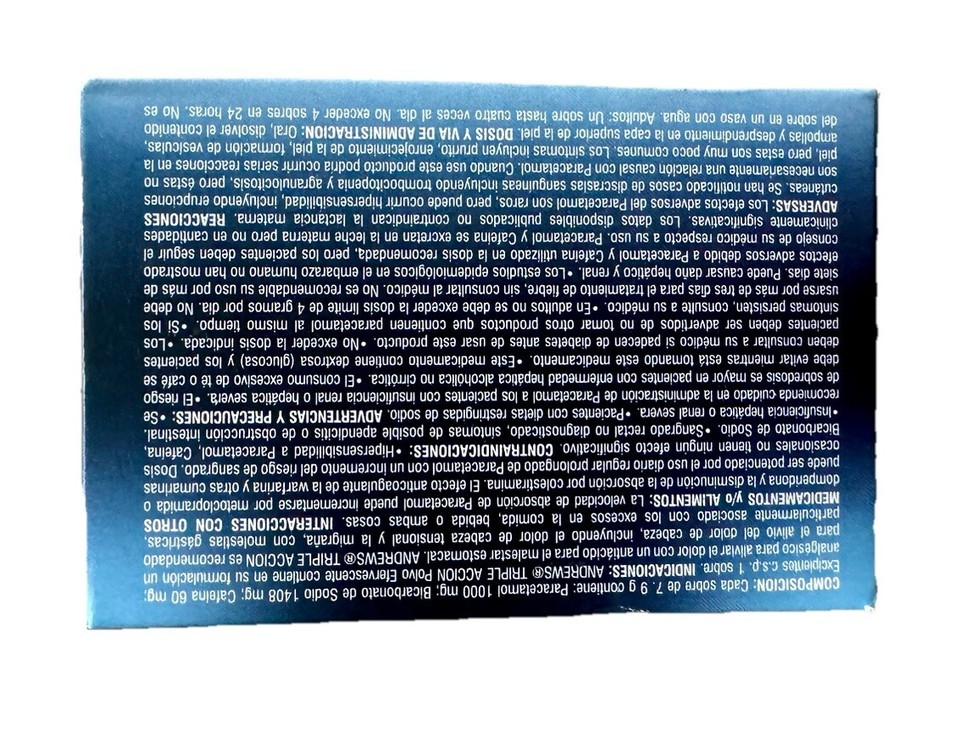 COMPOSICION: Cada sobre de 7. 9 g contiene: Paracetamol 1000 mg; Bicarbonato de Sodio 1408 mg; Cafeína 60 mg;
Excipientes c.s.p. 1 sobre. INDICACIONES: ANDREWS® TRIPLE ACCION Polvo Efervescente contiene en su formulación un
analgésico para aliviar el dolor con un antiácido para el malestar estomacal. ANDREWS® TRIPLE ACCION es recomendado
para el alivio del dolor de cabeza, incluyendo el dolor de cabeza tensional y la migraña, con molestias gástricas,
particularmente asociado con los excesos en la comida, bebida o ambas cosas. INTERACCIONES CON OTROS
MEDICAMENTOS y/o ALIMENTOS: La velocidad de absorción de Paracetamol puede incrementarse por metoclopramida o
domperidona y la disminución de la absorción por colestiramina. El efecto anticoagulante de la warfarina y otras cumarinas
puede ser potenciado por el uso diario regular prolongado de Paracetamol con un incremento del riesgo de sangrado. Dosis
ocasionales no tienen ningún efecto significativo. CONTRAINDICACIONES: •Hipersensibilidad a Paracetamol, Cafeína,
Bicarbonato de Sodio. •Sangrado rectal no diagnosticado, síntomas de posible apendicitis o de obstrucción intestinal.
•Insuficiencia hepática o renal severa. •Pacientes con dietas restringidas de sodio. ADVERTENCIAS Y PRECAUCIONES: •Se
recomienda cuidado en la administración de Paracetamol a los pacientes con insuficiencia renal o hepática severa. •El riesgo
de sobredosis es mayor en pacientes con enfermedad hepática alcohólica no cirrótica. •El consumo excesivo de té o café se
debe evitar mientras está tomando este medicamento. •Este medicamento contiene dextrosa (glucosa) y los pacientes
deben consultar a su médico si padecen de diabetes antes de usar este producto. •No exceder la dosis indicada. •Los
pacientes deben ser advertidos de no tomar otros productos que contienen paracetamol al mismo tiempo. •Si los
síntomas persisten, consulte a su médico. •En adultos no se debe exceder la dosis límite de 4 gramos por día. No debe
usarse por más de tres días para el tratamiento de fiebre, sin consultar al médico. No es recomendable su uso por más de
siete días. Puede causar daño hepático y renal. •Los estudios epidemiológicos en el embarazo humano no han mostrado
efectos adversos debido a Paracetamol y Cafeína utilizado en la dosis recomendada, pero los pacientes deben seguir el
consejo de su médico respecto a su uso. Paracetamol y Cafeína se excretan en la leche materna pero no en cantidades
clínicamente significativas. Los datos disponibles publicados no contraindican la lactancia materna. REACCIONES
ADVERSAS: Los efectos adversos del Paracetamol son raros, pero puede ocurrir hipersensibilidad, incluyendo erupciones
cutáneas. Se han notificado casos de discrasias sanguíneas incluyendo trombocitopenia y agranulocitosis, pero éstas no
son necesariamente una relación causal con Paracetamol. Cuando use este producto podría ocurrir serias reacciones en la
piel, pero estas son muy poco comunes. Los síntomas incluyen prurito, enrojecimiento de la piel, formación de vesículas,
ampollas y desprendimiento en la capa superior de la piel. DOSIS Y VIA DE ADMINISTRACION: Oral, disolver el contenido
del sobre en un vaso con agua. Adultos: Un sobre hasta cuatro veces al día. No exceder 4 sobres en 24 horas. No es